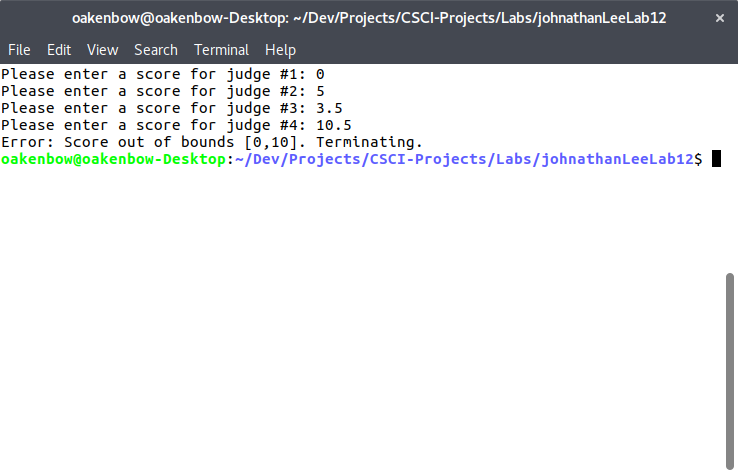 oakenbow@oakenbow-Desktop: ~/Dev/Projects/CSCI-Projects/Labs/johnathanLeeLab12
File Edit View Search Terminal Help
Please enter a score for judge #1: 0
Please enter a score for judge #2: 5
Please enter a score for judge #3: 3.5
Please enter a score for judge #4: 10.5
Error: Score out of bounds [0,10]. Terminating.
oakenbow@oakenbow-Desktop:~/Dev/Projects/CSCI-Projects/Labs/johnathanLeeLab12$